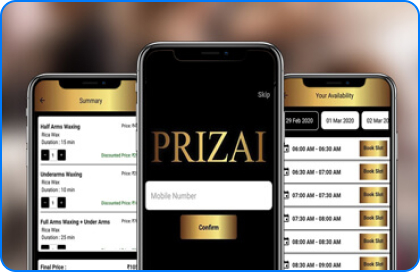 Summary
Half Arms Waxing
Price
Rica Wax
Duration : 15 min
1
Discounted Price
Underarms Waxing
Price
Rica Wax
Duration : 10 min
1
Discounted Price
Full Arms Waxing + Under Arms
Price
Rica Wax
Duration : 25 min
1
Final Price :
Skip
PRIZAI
Mobile Number
Confirm
Your Availability
29 Feb 2020 01 Mar 2020 02 Mar 20
06:00 AM - 06:30 AM Book Slot
06:30 AM - 07:00 AM Book Slot
07:00 AM - 07:30 AM Book Slot
07:30 AM - 08:00 AM Book Slot
08:00 AM - 08:30 AM Book Slot
08:30 AM - 09:00 AM Book Slot